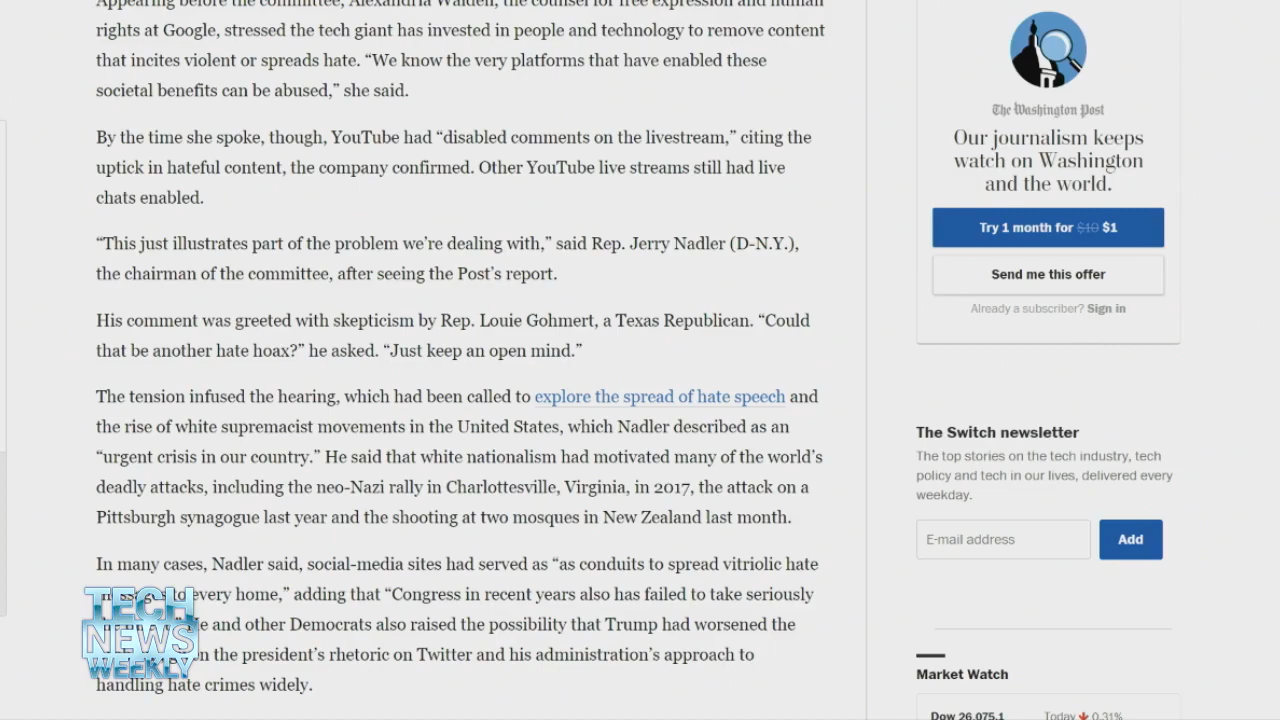 Appearing before the committee, Alexandria Walden, the counsel for free expression and human
rights at Google, stressed the tech giant has invested in people and technology to remove content
that incites violent or spreads hate. “We know the very platforms that have enabled these
societal benefits can be abused,” she said.
By the time she spoke, though, YouTube had “disabled comments on the livestream,” citing the
uptick in hateful content, the company confirmed. Other YouTube live streams still had live
chats enabled.
“This just illustrates part of the problem we’re dealing with,” said Rep. Jerry Nadler (D-N.Y.),
the chairman of the committee, after seeing the Post’s report.
His comment was greeted with skepticism by Rep. Louie Gohmert, a Texas Republican. “Could
that be another hate hoax?” he asked. “Just keep an open mind.”
The tension infused the hearing, which had been called to explore the spread of hate speech and
the rise of white supremacist movements in the United States, which Nadler described as an
“urgent crisis in our country.” He said that white nationalism had motivated many of the world’s
deadly attacks, including the neo-Nazi rally in Charlottesville, Virginia, in 2017, the attack on a
Pittsburgh synagogue last year and the shooting at two mosques in New Zealand last month.
In many cases, Nadler said, social-media sites had served as “as conduits to spread vitriolic hate
every home,” adding that “Congress in recent years also has failed to take seriously
and other Democrats also raised the possibility that Trump had worsened the
the president’s rhetoric on Twitter and his administration’s approach to
handling hate crimes widely.
TECH
NEWS
WEEKLY
The Washington Post
Our journalism keeps
watch on Washington
and the world.
Try 1 month for $10 $1
Send me this offer
Already a subscriber? Sign in
The Switch newsletter
The top stories on the tech industry, tech
policy and tech in our lives, delivered every
weekday.
E-mail address
Add
Market Watch
Dow 26,075.1 Today 0.31%